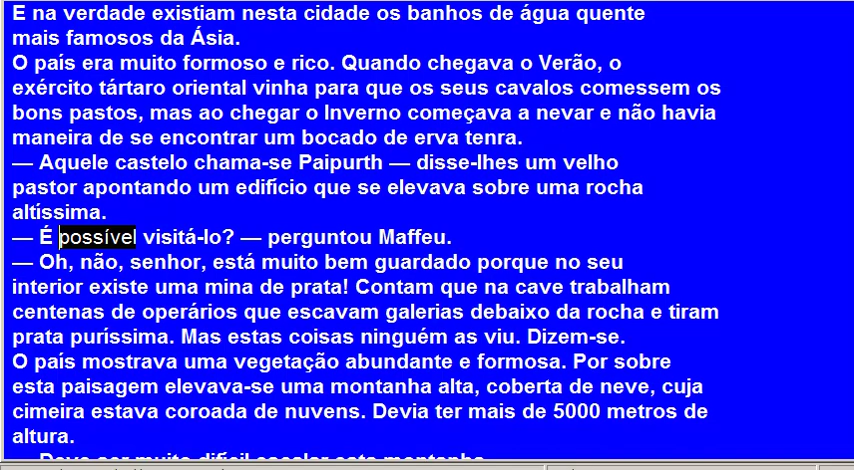 E na verdade existiam nesta cidade os banhos de água quente
mais famosos da Ásia.
O país era muito formoso e rico. Quando chegava o Verão, o
exército tártaro oriental vinha para que os seus cavalos comessem os
bons pastos, mas ao chegar o Inverno começava a nevar e não havia
maneira de se encontrar um bocado de erva tenra.
— Aquele castelo chama-se Paipurth — disse-lhes um velho
pastor apontando um edifício que se elevava sobre uma rocha
altíssima.
— É possível visitá-lo? — perguntou Maffeu.
— Oh, não, senhor, está muito bem guardado porque no seu
interior existe uma mina de prata! Contam que na cave trabalham
centenas de operários que escavam galerias debaixo da rocha e tiram
prata puríssima. Mas estas coisas ninguém as viu. Dizem-se.
O país mostrava uma vegetação abundante e formosa. Por sobre
esta paisagem elevava-se uma montanha alta, coberta de neve, cuja
cimeira estava coroada de nuvens. Devia ter mais de 5000 metros de
altura.
— Deve ser muito difícil escalar esta montanha